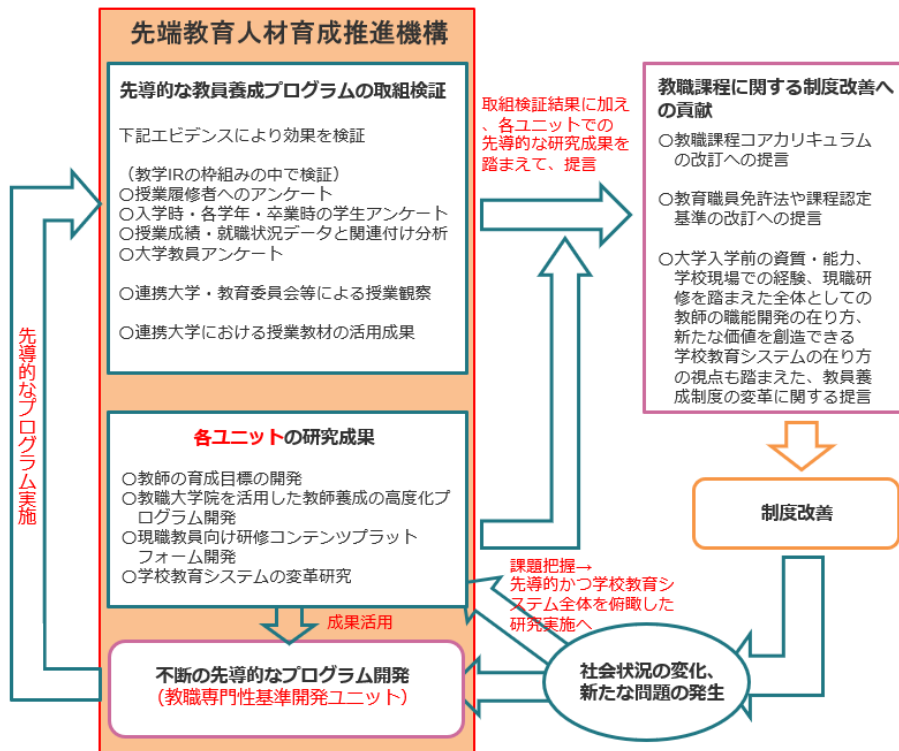 先端教育人材育成推進機構
先導的な教員養成プログラムの取組検証
下記エビデンスにより効果を検証
(教学IRの枠組みの中で検証)
○授業履修者へのアンケート
○入学時・各学年・卒業時の学生アンケート
○授業成績・就職状況データと関連付け分析
○大学教員アンケート
○連携大学・教育委員会等による授業観察
○連携大学における授業教材の活用成果
各ユニットの研究成果
○教師の育成目標の開発
○教職大学院を活用した教師養成の高度化プ
ログラム開発
○現職教員向け研修コンテンツプラット
フォーム開発
○学校教育システムの変革研究
成果活用
不断の先導的なプログラム開発
(教職専門性基準開発ユニット)
先導的なプログラム実施
取組検証結果に加え
、各ユニットでの
先導的な研究成果を
踏まえて、提言
教職課程に関する制度改善へ
の貢献
○教職課程コアカリキュラム
の改訂への提言
○教育職員免許法や課程認定
基準の改訂への提言
○大学入学前の資質・能力、
学校現場での経験、現職研
修を踏まえた全体としての
教師の職能開発の在り方、
新たな価値を創造できる
学校教育システムの在り方
の視点も踏まえた、教員養
成制度の変革に関する提言
制度改善
課題把握→
先導的かつ学校教育シ
ステム全体を俯瞰した
研究実施へ
社会状況の変化、
新たな問題の発生